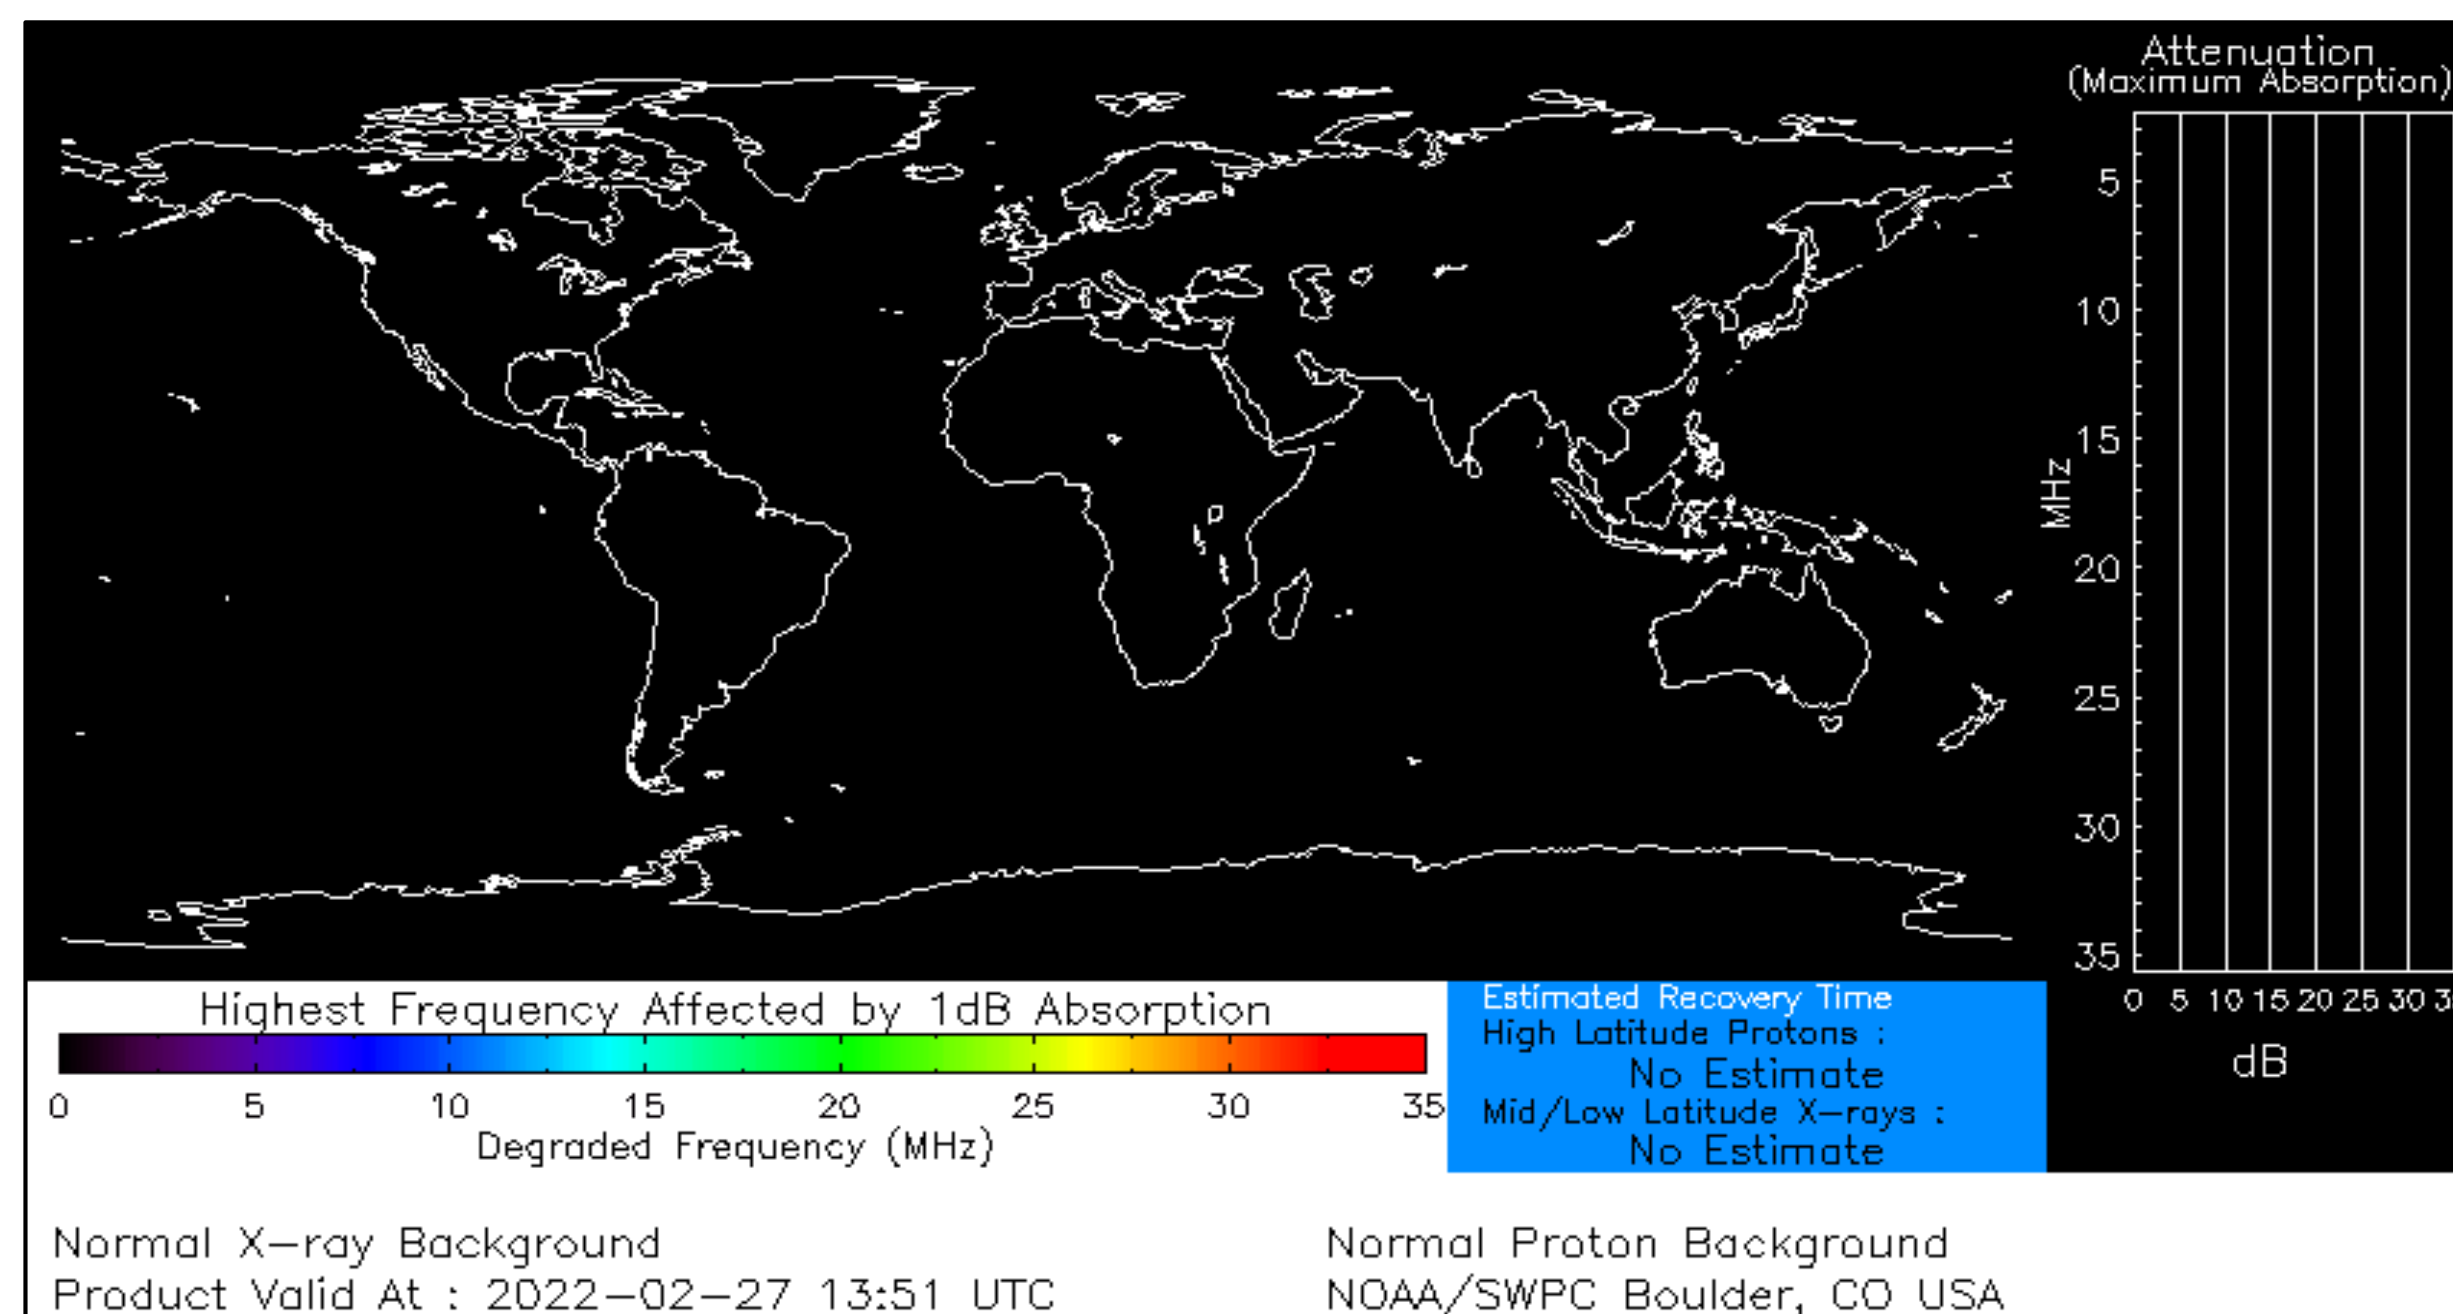 Attenuation
(Maximum Absorption)
5
10
15
20
25
30
35
MHz
0 5 10 15 20 25 30
dB
Highest Frequency Affected by 1dB Absorption
0 5 10 15 20 25 30 35
Degraded Frequency (MHz)
Estimated Recovery Time
High Latitude Protons :
No Estimate
Mid/Low Latitude X-rays :
No Estimate
Normal X-ray Background
Product Valid At : 2022-02-27 13:51 UTC
Normal Proton Background
NOAA/SWPC Boulder, CO USA